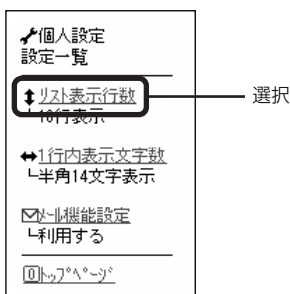 個人設定
設定一覧
リスト表示行数
選択
└10行表示
↔1行内表示文字数
└半角14文字表示
ﾒｰﾙ機能設定
└利用する
0ﾄｯﾌﾟﾍﾟｰｼﾞ